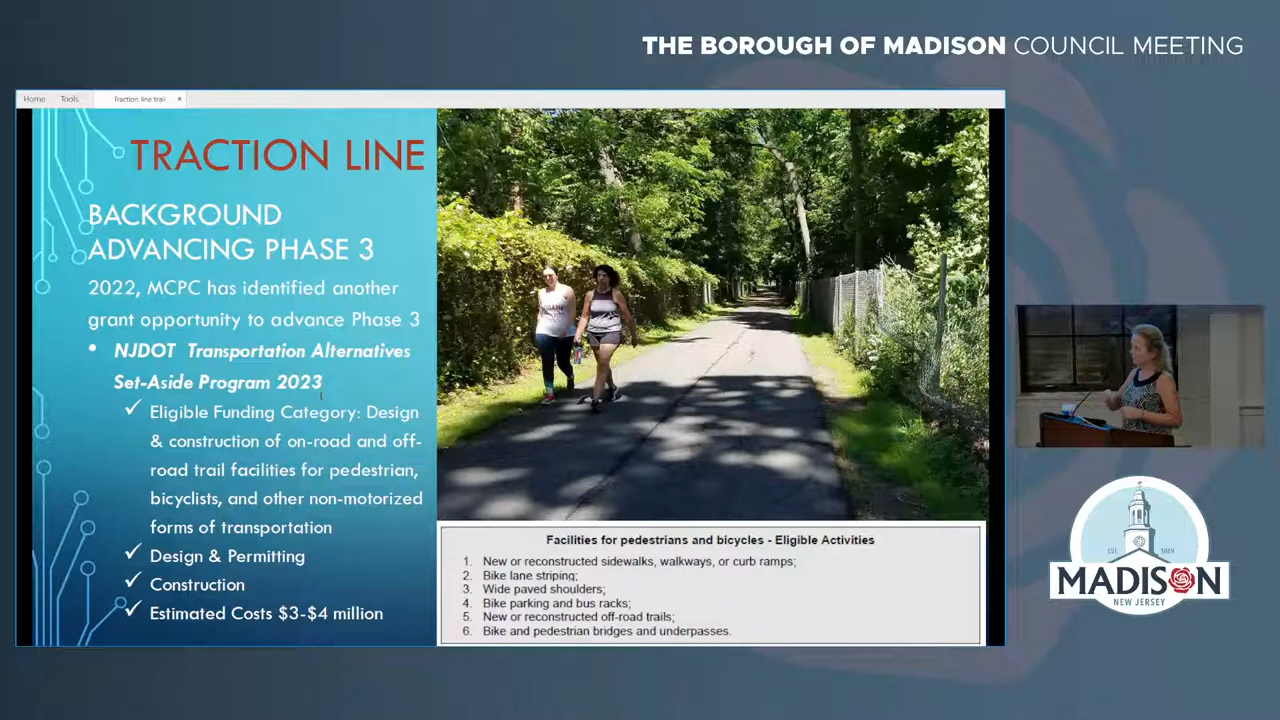 THE BOROUGH OF MADISON COUNCIL MEETING
Home Tools Traction line trail ×
TRACTION LINE
BACKGROUND
ADVANCING PHASE 3
2022, MCPC has identified another
grant opportunity to advance Phase 3
• NJDOT Transportation Alternatives
Set-Aside Program 2023
✓ Eligible Funding Category: Design
& construction of on-road and off-
road trail facilities for pedestrian,
bicyclists, and other non-motorized
forms of transportation
✓ Design & Permitting
✓ Construction
✓ Estimated Costs $3-$4 million
Facilities for pedestrians and bicycles - Eligible Activities
1. New or reconstructed sidewalks, walkways, or curb ramps;
2. Bike lane striping;
3. Wide paved shoulders;
4. Bike parking and bus racks;
5. New or reconstructed off-road trails;
6. Bike and pedestrian bridges and underpasses.
EST. 1889
MADISON
NEW JERSEY